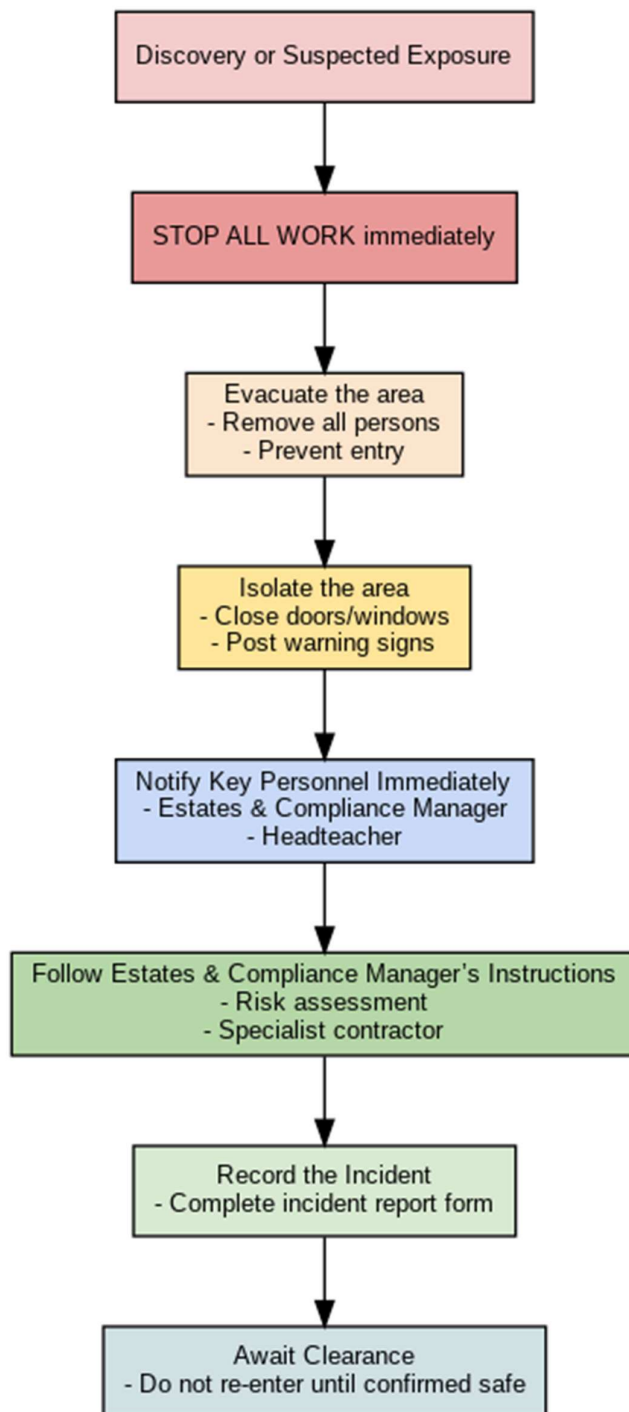 Discovery or Suspected Exposure
STOP ALL WORK immediately
Evacuate the area
- Remove all persons
- Prevent entry
Isolate the area
- Close doors/windows
- Post warning signs
Notify Key Personnel Immediately
- Estates & Compliance Manager
- Headteacher
Follow Estates & Compliance Manager’s Instructions
- Risk assessment
- Specialist contractor
Record the Incident
- Complete incident report form
Await Clearance
- Do not re-enter until confirmed safe